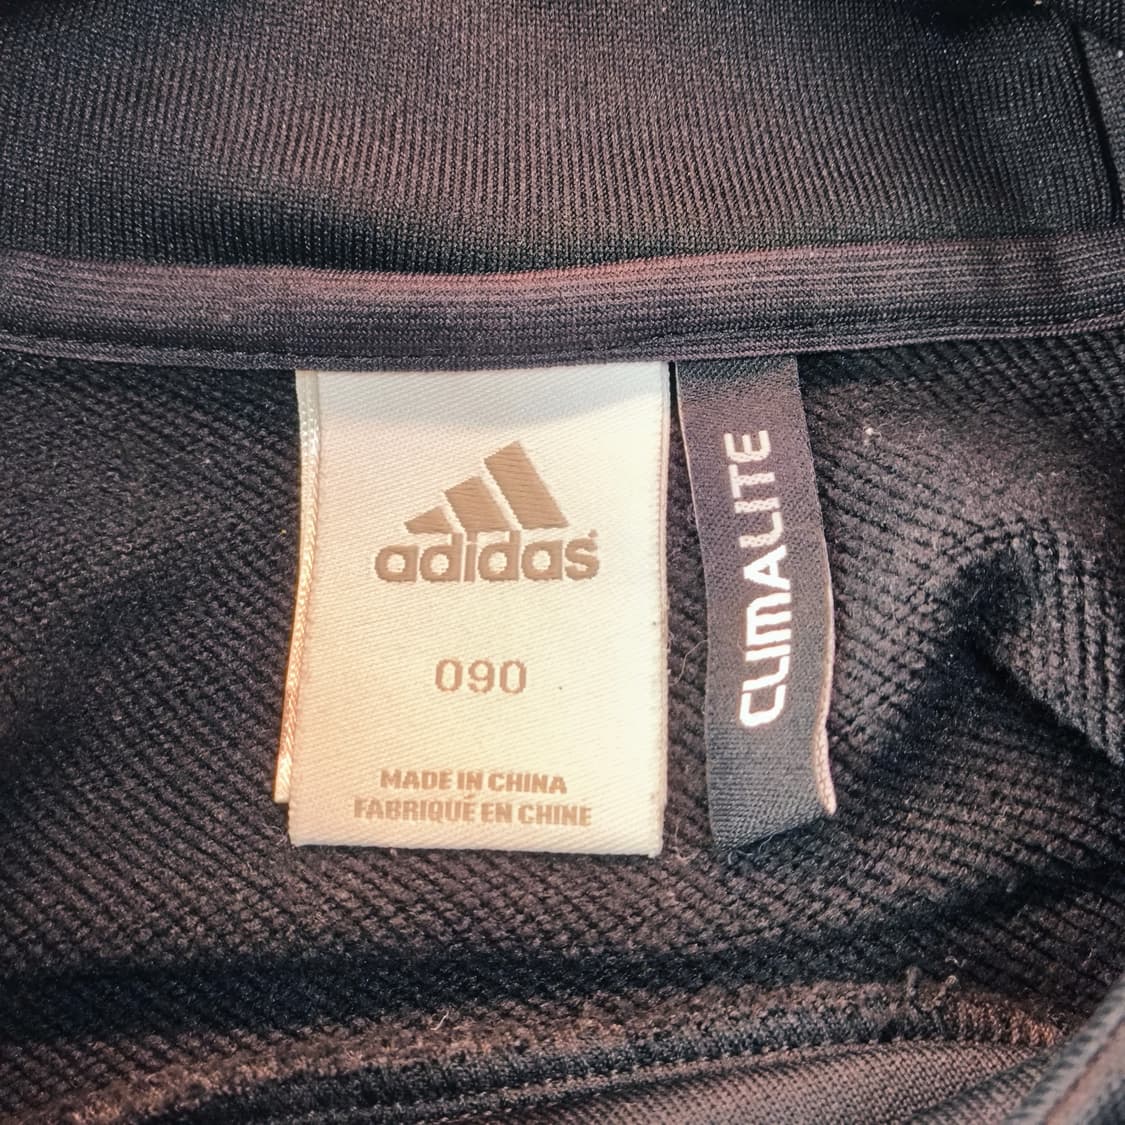 adidas®
090
MADE IN CHINA
FABRIQUÉ EN CHINE
CLIMALITE